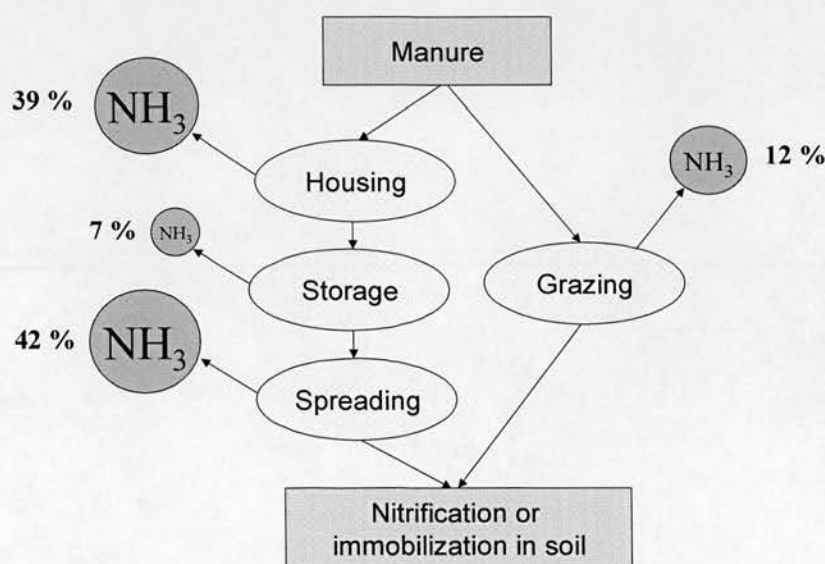 Manure
39 %
NH₃
Housing
NH₃
12 %
7 %
NH₃
Storage
Grazing
42 %
NH₃
Spreading
Nitrification or
immobilization in soil